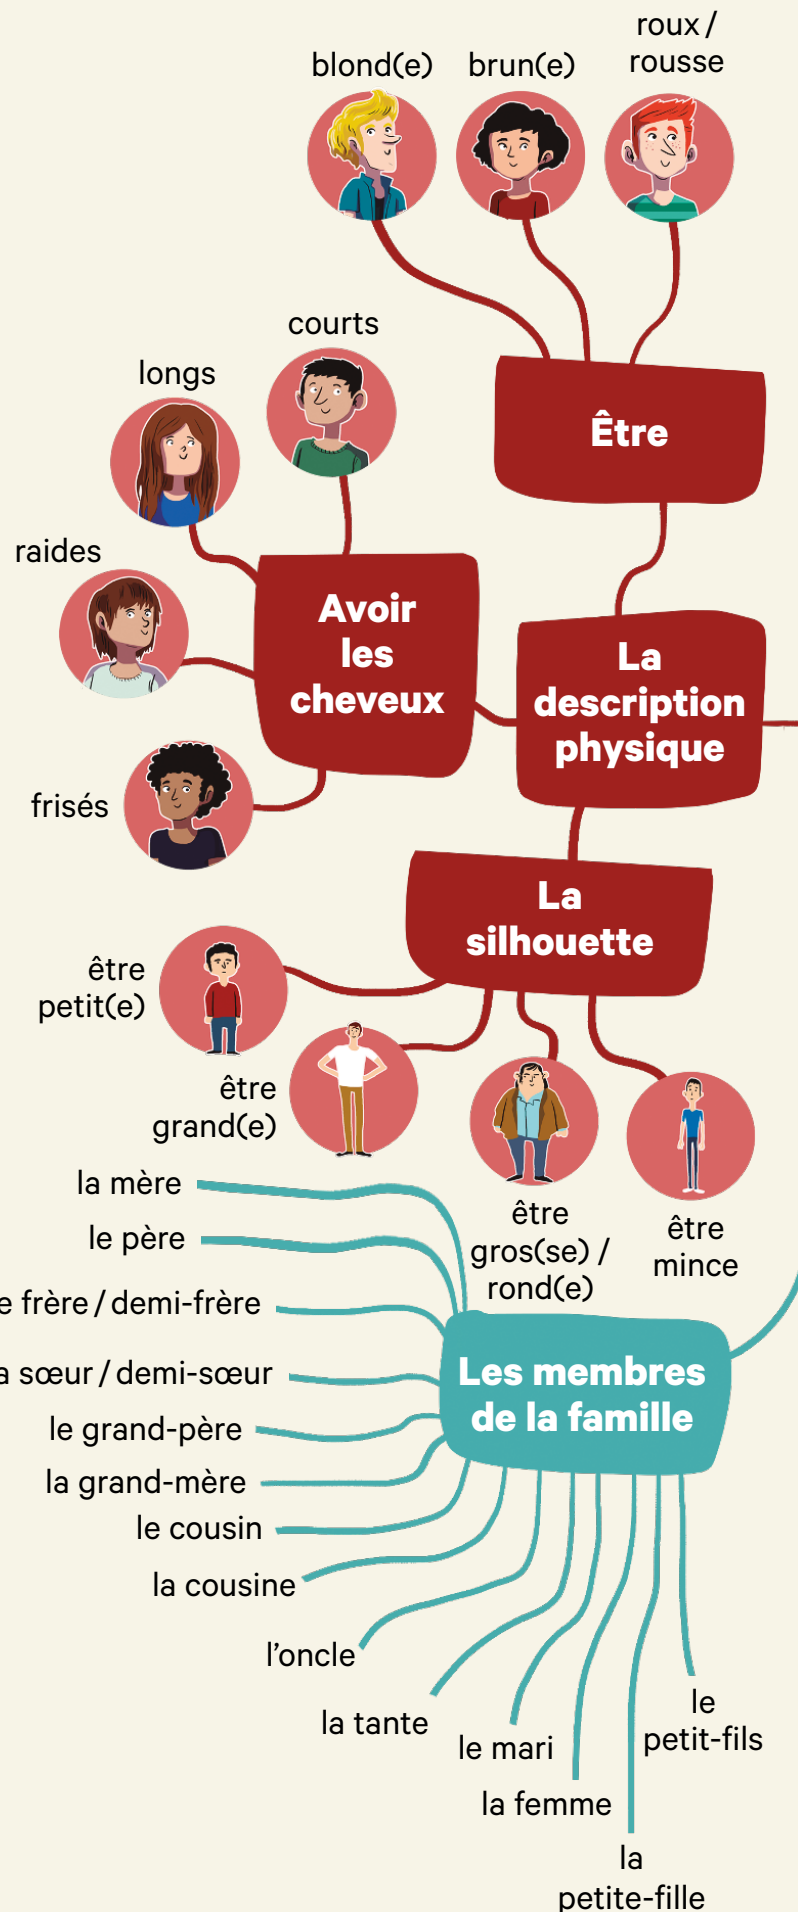 roux /
rousse
blond(e)
brun(e)
Être
courts
longs
raides
frisés
Avoir
les
cheveux
La
description
physique
La
silhouette
être
petit(e)
être
grand(e)
être
gros(se) /
rond(e)
être
mince
la mère
le père
e frère / demi-frère
a sœur / demi-sœur
le grand-père
la grand-mère
le cousin
la cousine
l'oncle
la tante
le mari
la femme
la
petite-fille
le
petit-fils
Les membres
de la famille